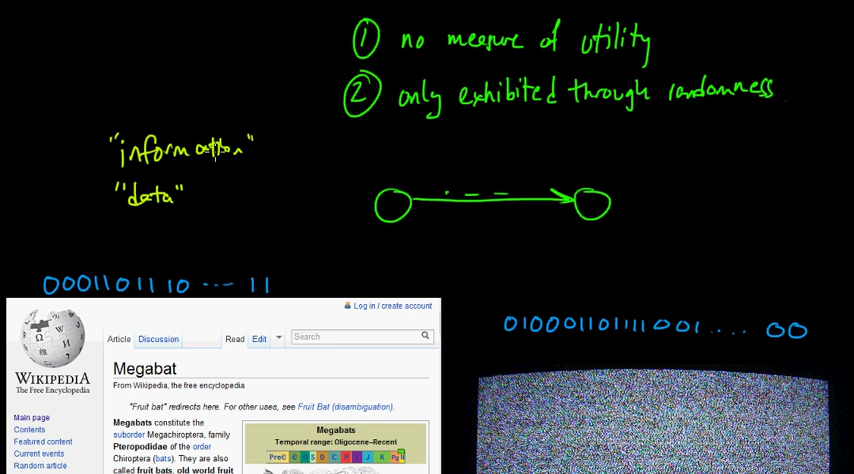 ① no measure of utility
② only exhibited through randomness
"information"
"data"
0001101110 ... 11
010001101111001 .... 00
Log in / create account
Article Discussion Read Edit Search
WIKIPEDIA
The Free Encyclopedia
Main page
Contents
Featured content
Current events
Random article
Megabat
From Wikipedia, the free encyclopedia
"Fruit bat" redirects here. For other uses, see Fruit Bat (disambiguation).
Megabats constitute the
suborder Megachiroptera, family
Pteropodidae of the order
Chiroptera (bats). They are also
called fruit bats, old world fruit
Megabats
Temporal range: Oligocene–Recent
PreЄ Є O S D C P T J K Pg N